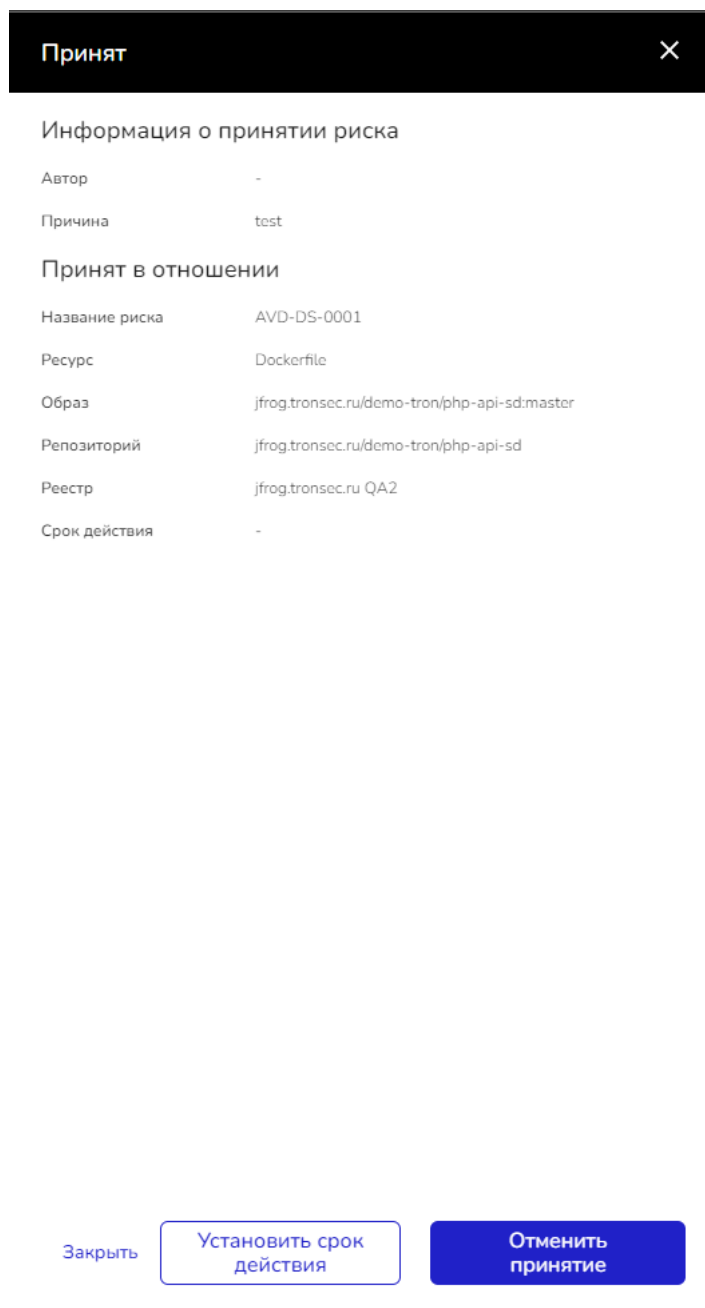 Принят
Информация о принятии риска
Автор -
Причина test
Принят в отношении
Название риска AVD-DS-0001
Ресурс Dockerfile
Образ jfrog.tronsec.ru/demo-tron/php-api-sd:master
Репозиторий jfrog.tronsec.ru/demo-tron/php-api-sd
Реестр jfrog.tronsec.ru QA2
Срок действия -
Закрыть
Установить срок
действия
Отменить
принятие